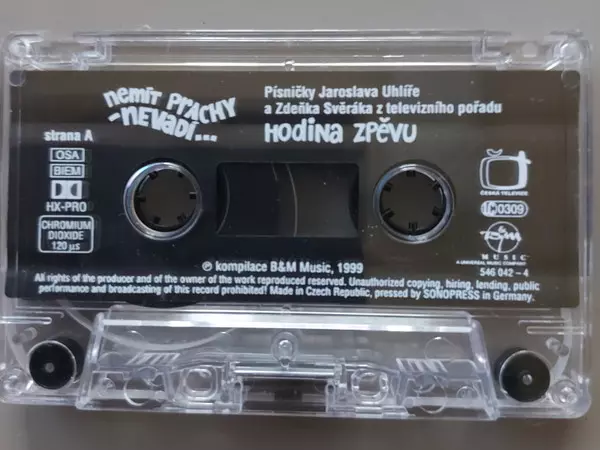 nemít prachy
-nevadí...
Písničky Jaroslava Uhlíře
a Zdeňka Svěráka z televizního pořadu
Hodina zpěvu
strana A
OSA
BIEM
HX-PRO
CHROMIUM
DIOXIDE
120 µs
ČESKÁ TELEVIZE
LC 0309
B&M
MUSIC
A UNIVERSAL MUSIC COMPANY
546 042-4
℗ kompilace B&M Music, 1999
All rights of the producer and of the owner of the work reproduced reserved. Unauthorized copying, hiring, lending, public
performance and broadcasting of this record prohibited! Made in Czech Republic, pressed by SONOPRESS in Germany.